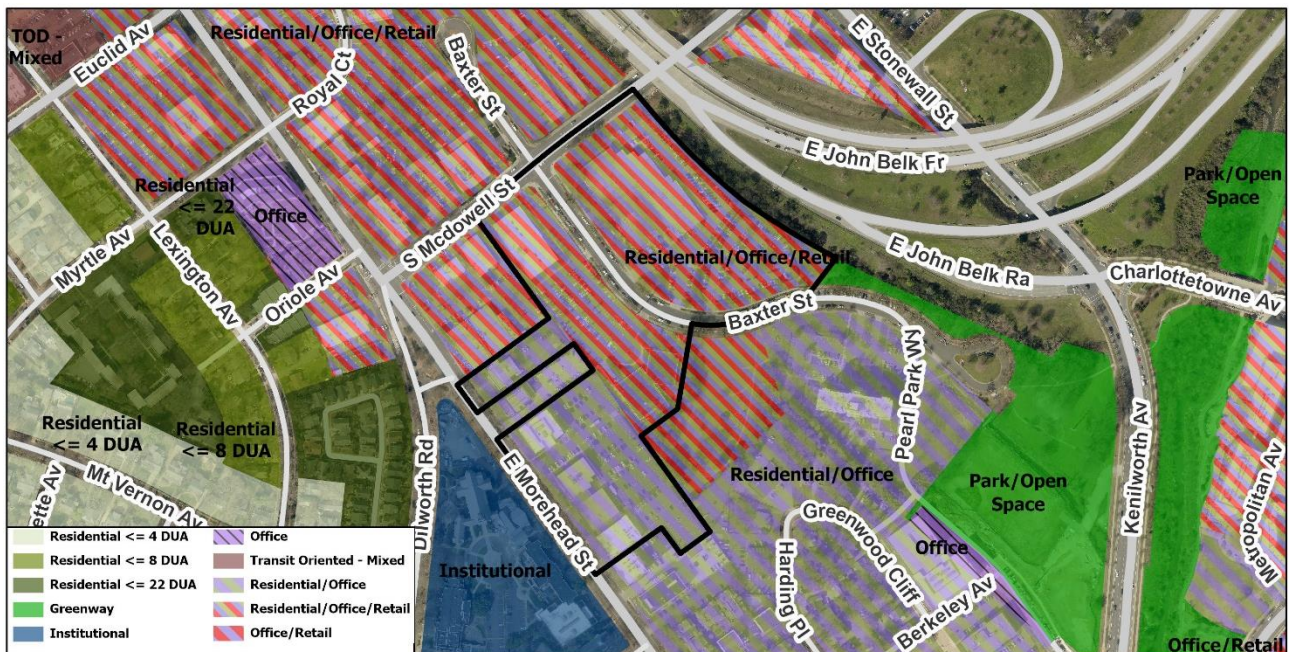 TOD -
Mixed
Euclid Av
Residential/Office/Retail
Royal Ct
Baxter St
E Stonewall St
E John Belk Fr
Park/Open
Space
Residential
<= 22
DUA
Office
S Mcdowell St
Myrtle Av
Lexington Av
Oriole Av
Residential/Office/Retail
E John Belk Ra
Charlottetowne Av
Baxter St
Pearl Park Wy
Residential
<= 4 DUA
Residential
<= 8 DUA
Mt Vernon Av
ette Av
Dilworth Rd
E Morehead St
Residential/Office
Park/Open
Space
Kenilworth Av
Metropolitan Av
Institutional
Harding Pl
Greenwood Cliff
Office
Berkeley Av
Office/Retail
Residential <= 4 DUA
Residential <= 8 DUA
Residential <= 22 DUA
Greenway
Institutional
Office
Transit Oriented - Mixed
Residential/Office
Residential/Office/Retail
Office/Retail